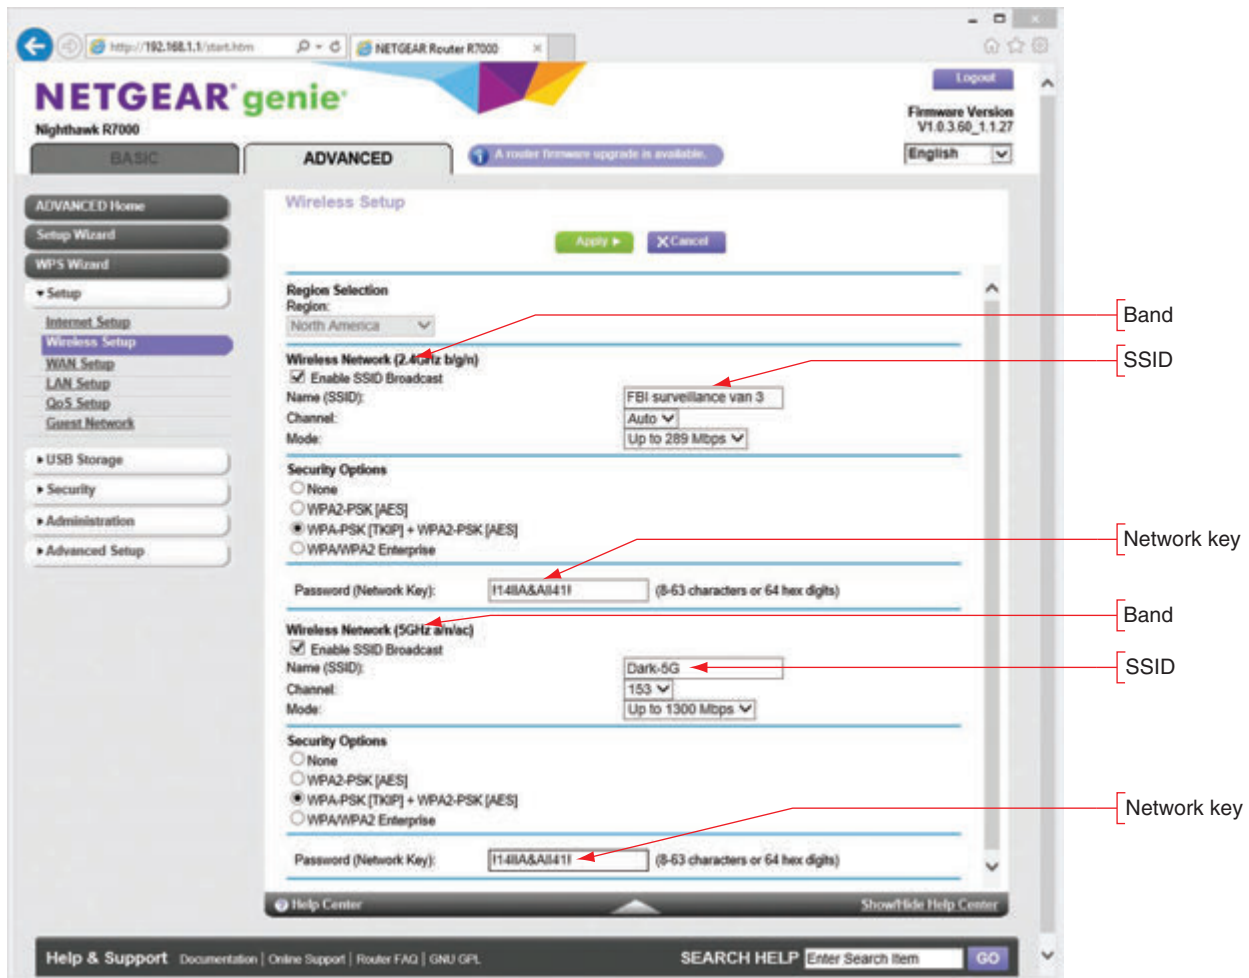 http://192.168.1.1/start.htm
NETGEAR Router R7000
NETGEAR genie
Logout
Nighthawk R7000
Firmware Version
V1.0.3.60_1.1.27
BASIC
ADVANCED
A router firmware upgrade is available.
English
ADVANCED Home
Setup Wizard
WPS Wizard
Setup
Internet Setup
Wireless Setup
WAN Setup
LAN Setup
QoS Setup
Guest Network
USB Storage
Security
Administration
Advanced Setup
Wireless Setup
Apply
X Cancel
Region Selection
Region:
North America
Wireless Network (2.4GHz b/g/n)
Enable SSID Broadcast
Name (SSID): FBI surveillance van 3
Channel: Auto
Mode: Up to 289 Mbps
Security Options
None
WPA2-PSK [AES]
WPA-PSK [TKIP] + WPA2-PSK [AES]
WPA/WPA2 Enterprise
Password (Network Key): (8-63 characters or 64 hex digits)
Wireless Network (5GHz a/n/ac)
Enable SSID Broadcast
Name (SSID): Dark-5G
Channel: 153
Mode: Up to 1300 Mbps
Security Options
None
WPA2-PSK [AES]
WPA-PSK [TKIP] + WPA2-PSK [AES]
WPA/WPA2 Enterprise
Password (Network Key): (8-63 characters or 64 hex digits)
Band
SSID
Network key
Band
SSID
Network key
Help Center
Show/Hide Help Center
Help & Support Documentation | Online Support | Router FAQ | GNU GPL
SEARCH HELP Enter Search Item GO